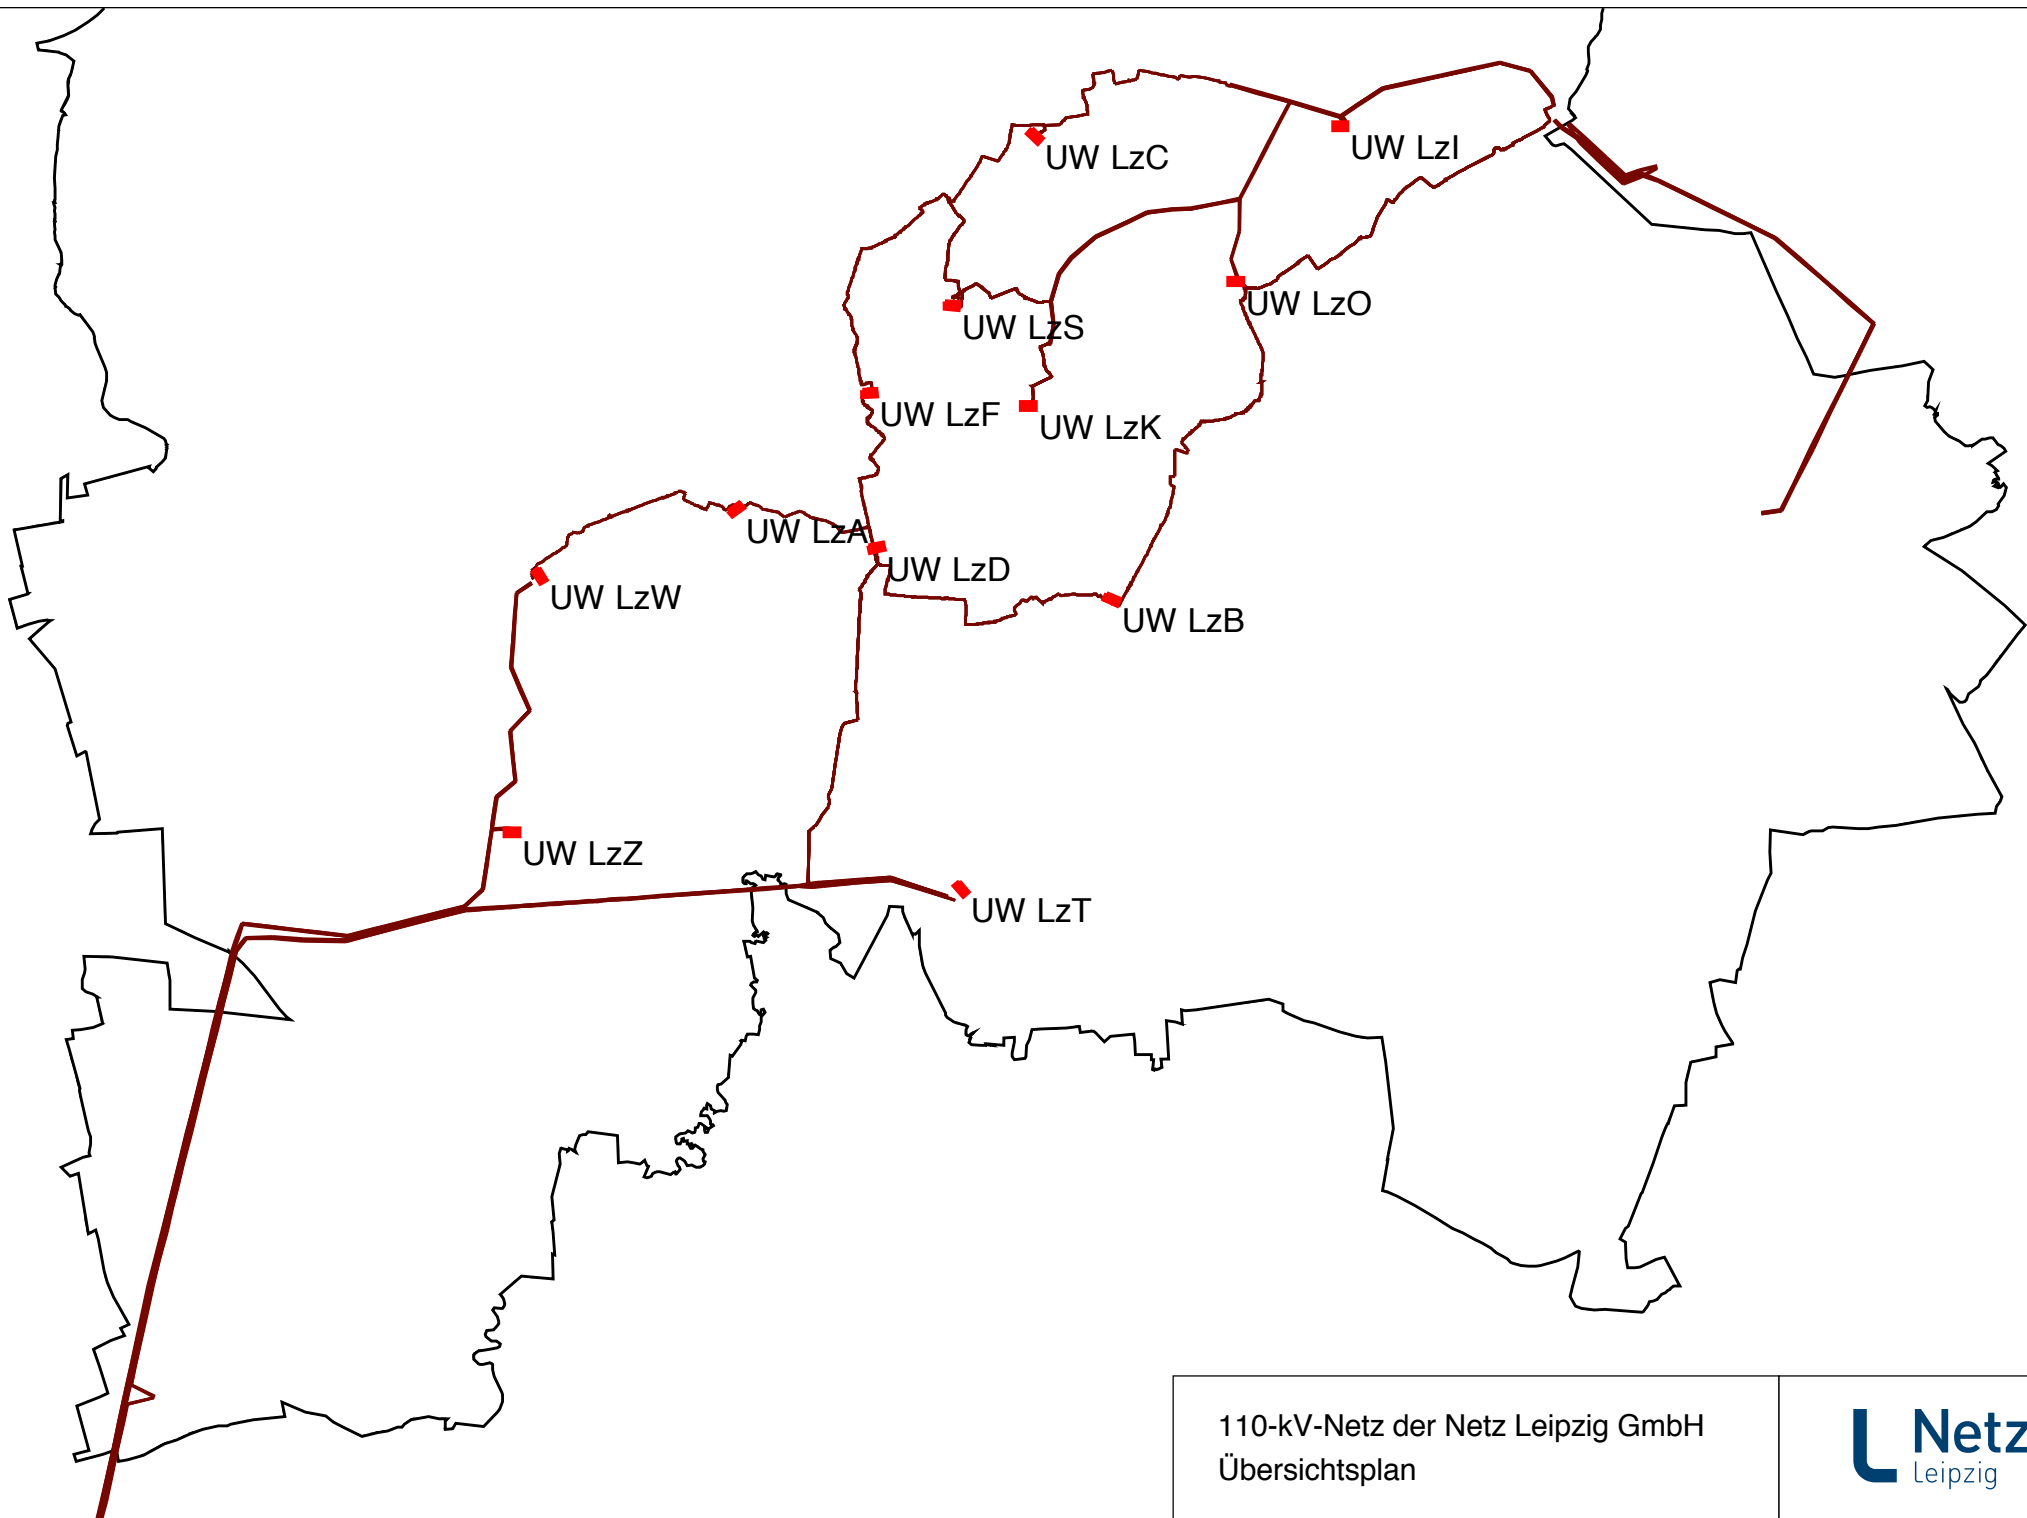 UW LzC
UW LzI
UW LzO
UW LzS
UW LzF
UW LzK
UW LzA
UW LzD
UW LzW
UW LzB
UW LzZ
UW LzT
110-kV-Netz der Netz Leipzig GmbH
Übersichtsplan
Netz
Leipzig